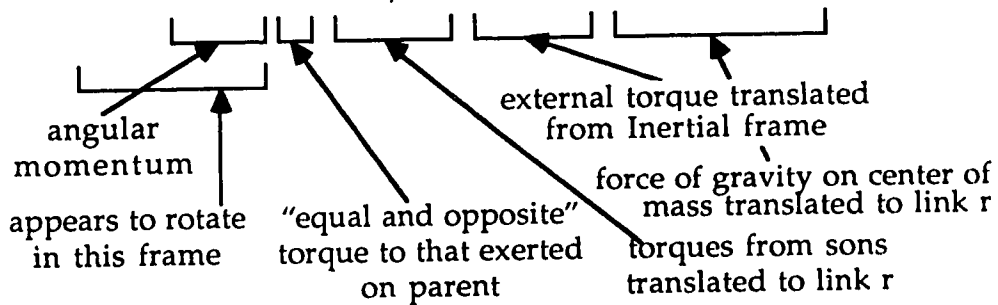 external torque translated
from Inertial frame
angular
momentum
force of gravity on center of
mass translated to link r
appears to rotate
in this frame
"equal and opposite"
torque to that exerted
on parent
torques from sons
translated to link r